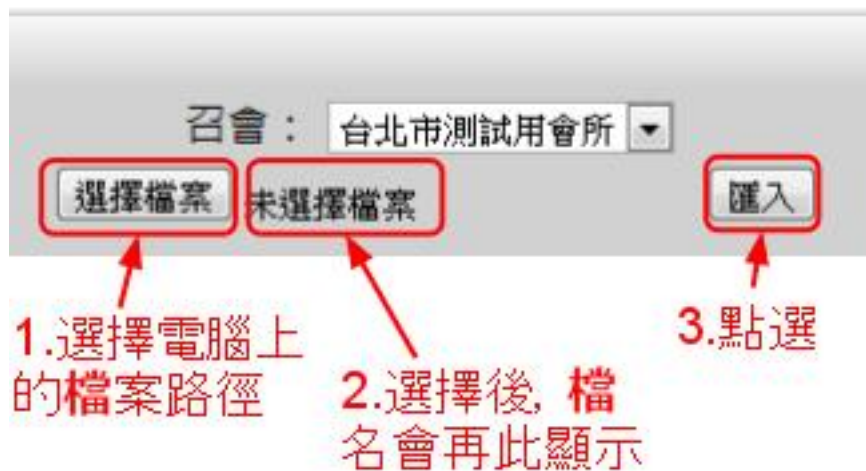 召會： 台北市測試用會所
選擇檔案 未選擇檔案 匯入
1.選擇電腦上
的檔案路徑
2.選擇後, 檔
名會再此顯示
3.點選